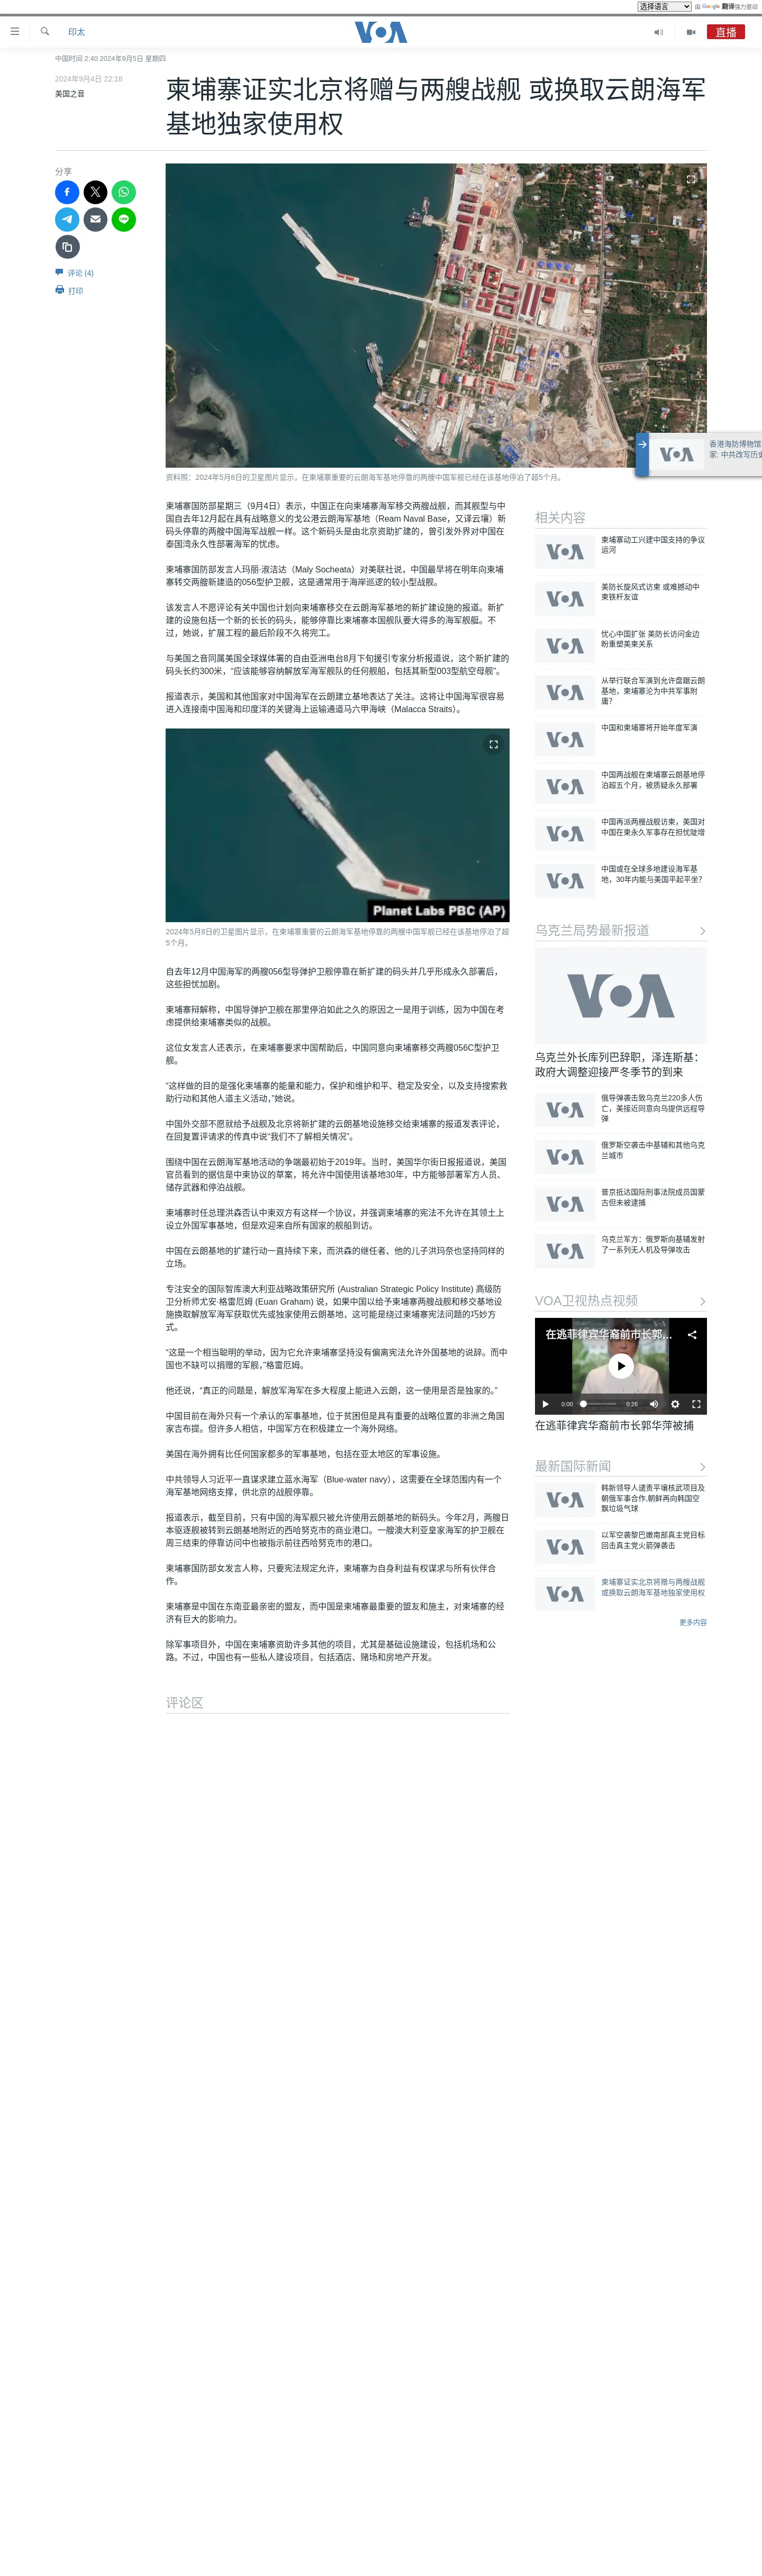 选择语言
由 Google 翻译强力驱动
印太
VOA
直播
中国时间 2:40 2024年9月5日 星期四
2024年9月4日 22:18
美国之音
柬埔寨证实北京将赠与两艘战舰 或换取云朗海军
基地独家使用权
分享
评论 (4)
打印
资料照：2024年5月8日的卫星图片显示，在柬埔寨重要的云朗海军基地停靠的两艘中国军舰已经在该基地停泊了超5个月。
VOA
香港海防博物馆
家: 中共改写历史
柬埔寨国防部星期三（9月4日）表示，中国正在向柬埔寨海军移交两艘战舰，而其舰型与中
国自去年12月起在具有战略意义的戈公港云朗海军基地（Ream Naval Base，又译云壤）新
码头停靠的两艘中国海军战舰一样。这个新码头是由北京资助扩建的，曾引发外界对中国在
泰国湾永久性部署海军的忧虑。
柬埔寨国防部发言人玛丽·淑洁达（Maly Socheata）对美联社说，中国最早将在明年向柬埔
寨转交两艘新建造的056型护卫舰，这是通常用于海岸巡逻的较小型战舰。
该发言人不愿评论有关中国也计划向柬埔寨移交在云朗海军基地的新扩建设施的报道。新扩
建的设施包括一个新的长长的码头，能够停靠比柬埔寨本国舰队要大得多的海军舰艇。不
过，她说，扩展工程的最后阶段不久将完工。
与美国之音同属美国全球媒体署的自由亚洲电台8月下旬援引专家分析报道说，这个新扩建的
码头长约300米，“应该能够容纳解放军海军舰队的任何舰船，包括其新型003型航空母舰”。
报道表示，美国和其他国家对中国海军在云朗建立基地表达了关注。这将让中国海军很容易
进入连接南中国海和印度洋的关键海上运输通道马六甲海峡（Malacca Straits）。
Planet Labs PBC (AP)
2024年5月8日的卫星图片显示，在柬埔寨重要的云朗海军基地停靠的两艘中国军舰已经在该基地停泊了超
5个月。
自去年12月中国海军的两艘056型导弹护卫舰停靠在新扩建的码头并几乎形成永久部署后，
这些担忧加剧。
柬埔寨辩解称，中国导弹护卫舰在那里停泊如此之久的原因之一是用于训练，因为中国在考
虑提供给柬埔寨类似的战舰。
这位女发言人还表示，在柬埔寨要求中国帮助后，中国同意向柬埔寨移交两艘056C型护卫
舰。
“这样做的目的是强化柬埔寨的能量和能力，保护和维护和平、稳定及安全，以及支持搜索救
助行动和其他人道主义活动，”她说。
中国外交部不愿就给予战舰及北京将新扩建的云朗基地设施移交给柬埔寨的报道发表评论，
在回复置评请求的传真中说“我们不了解相关情况”。
围绕中国在云朗海军基地活动的争端最初始于2019年。当时，美国华尔街日报报道说，美国
官员看到的据信是中柬协议的草案，将允许中国使用该基地30年，中方能够部署军方人员、
储存武器和停泊战舰。
柬埔寨时任总理洪森否认中柬双方有这样一个协议，并强调柬埔寨的宪法不允许在其领土上
设立外国军事基地，但是欢迎来自所有国家的舰船到访。
中国在云朗基地的扩建行动一直持续下来，而洪森的继任者、他的儿子洪玛奈也坚持同样的
立场。
专注安全的国际智库澳大利亚战略政策研究所 (Australian Strategic Policy Institute) 高级防
卫分析师尤安·格雷厄姆 (Euan Graham) 说，如果中国以给予柬埔寨两艘战舰和移交基地设
施换取解放军海军获取优先或独家使用云朗基地，这可能是绕过柬埔寨宪法问题的巧妙方
式。
“这是一个相当聪明的举动，因为它允许柬埔寨坚持没有偏离宪法允许外国基地的说辞。而中
国也不缺可以捐赠的军舰，”格雷厄姆。
他还说，“真正的问题是，解放军海军在多大程度上能进入云朗，这一使用是否是独家的。”
中国目前在海外只有一个承认的军事基地，位于贫困但是具有重要的战略位置的非洲之角国
家吉布提。但许多人相信，中国军方在积极建立一个海外网络。
美国在海外拥有比任何国家都多的军事基地，包括在亚太地区的军事设施。
中共领导人习近平一直谋求建立蓝水海军（Blue-water navy），这需要在全球范围内有一个
海军基地网络支撑，供北京的战舰停靠。
报道表示，截至目前，只有中国的海军舰只被允许使用云朗基地的新码头。今年2月，两艘日
本驱逐舰被转到云朗基地附近的西哈努克市的商业港口。一艘澳大利亚皇家海军的护卫舰在
周三结束的停靠访问中也被指示前往西哈努克市的港口。
柬埔寨国防部女发言人称，只要宪法规定允许，柬埔寨为自身利益有权谋求与所有伙伴合
作。
柬埔寨是中国在东南亚最亲密的盟友，而中国是柬埔寨最重要的盟友和施主，对柬埔寨的经
济有巨大的影响力。
除军事项目外，中国在柬埔寨资助许多其他的项目，尤其是基础设施建设，包括机场和公
路。不过，中国也有一些私人建设项目，包括酒店、赌场和房地产开发。
评论区
相关内容
VOA
柬埔寨动工兴建中国支持的争议
运河
VOA
美防长旋风式访柬 或难撼动中
柬铁杆友谊
VOA
忧心中国扩张 美防长访问金边
盼重塑美柬关系
VOA
从举行联合军演到允许盘踞云朗
基地，柬埔寨沦为中共军事附
庸？
VOA
中国和柬埔寨将开始年度军演
VOA
中国两战舰在柬埔寨云朗基地停
泊超五个月，被质疑永久部署
VOA
中国再派两艘战舰访柬，美国对
中国在柬永久军事存在担忧陡增
VOA
中国或在全球多地建设海军基
地，30年内能与美国平起平坐？
乌克兰局势最新报道
VOA
乌克兰外长库列巴辞职，泽连斯基：
政府大调整迎接严冬季节的到来
VOA
俄导弹袭击致乌克兰220多人伤
亡，美接近同意向乌提供远程导
弹
VOA
俄罗斯空袭击中基辅和其他乌克
兰城市
VOA
普京抵达国际刑事法院成员国蒙
古但未被逮捕
VOA
乌克兰军方：俄罗斯向基辅发射
了一系列无人机及导弹攻击
VOA卫视热点视频
在逃菲律宾华裔前市长郭...
0:00
0:26
在逃菲律宾华裔前市长郭华萍被捕
最新国际新闻
VOA
韩新领导人谴责平壤核武项目及
朝俄军事合作,朝鲜再向韩国空
飘垃圾气球
VOA
以军空袭黎巴嫩南部真主党目标
回击真主党火箭弹袭击
VOA
柬埔寨证实北京将赠与两艘战舰
或换取云朗海军基地独家使用权
更多内容